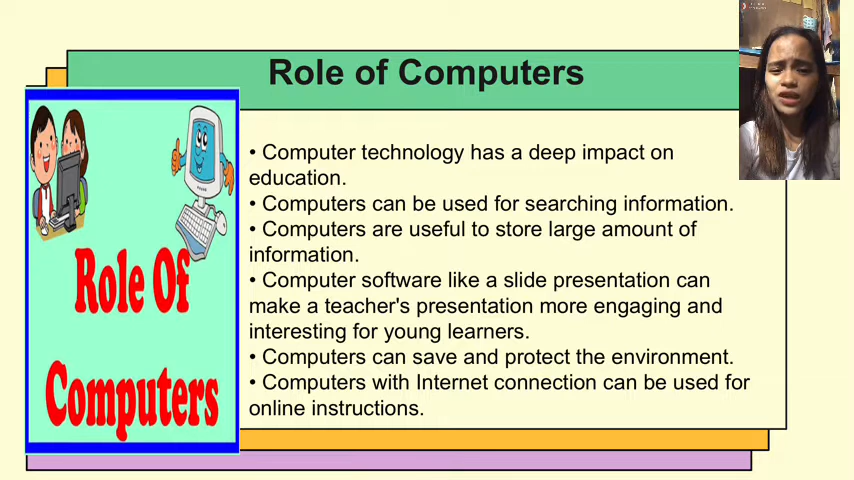 Role of Computers
Role Of
Computers
• Computer technology has a deep impact on
education.
• Computers can be used for searching information.
• Computers are useful to store large amount of
information.
• Computer software like a slide presentation can
make a teacher's presentation more engaging and
interesting for young learners.
• Computers can save and protect the environment.
• Computers with Internet connection can be used for
online instructions.